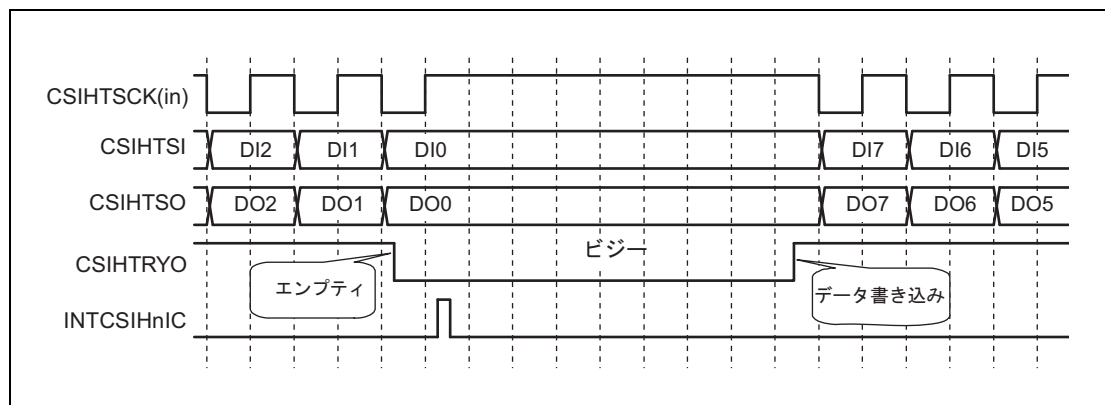 CSIHTSCK(in)
CSIHTSI DI2 DI1 DI0 DI7 DI6 DI5
CSIHTSO DO2 DO1 DO0 DO7 DO6 DO5
CSIHTRYO ビジー
エンプティ データ書き込み
INTCSIHnIC